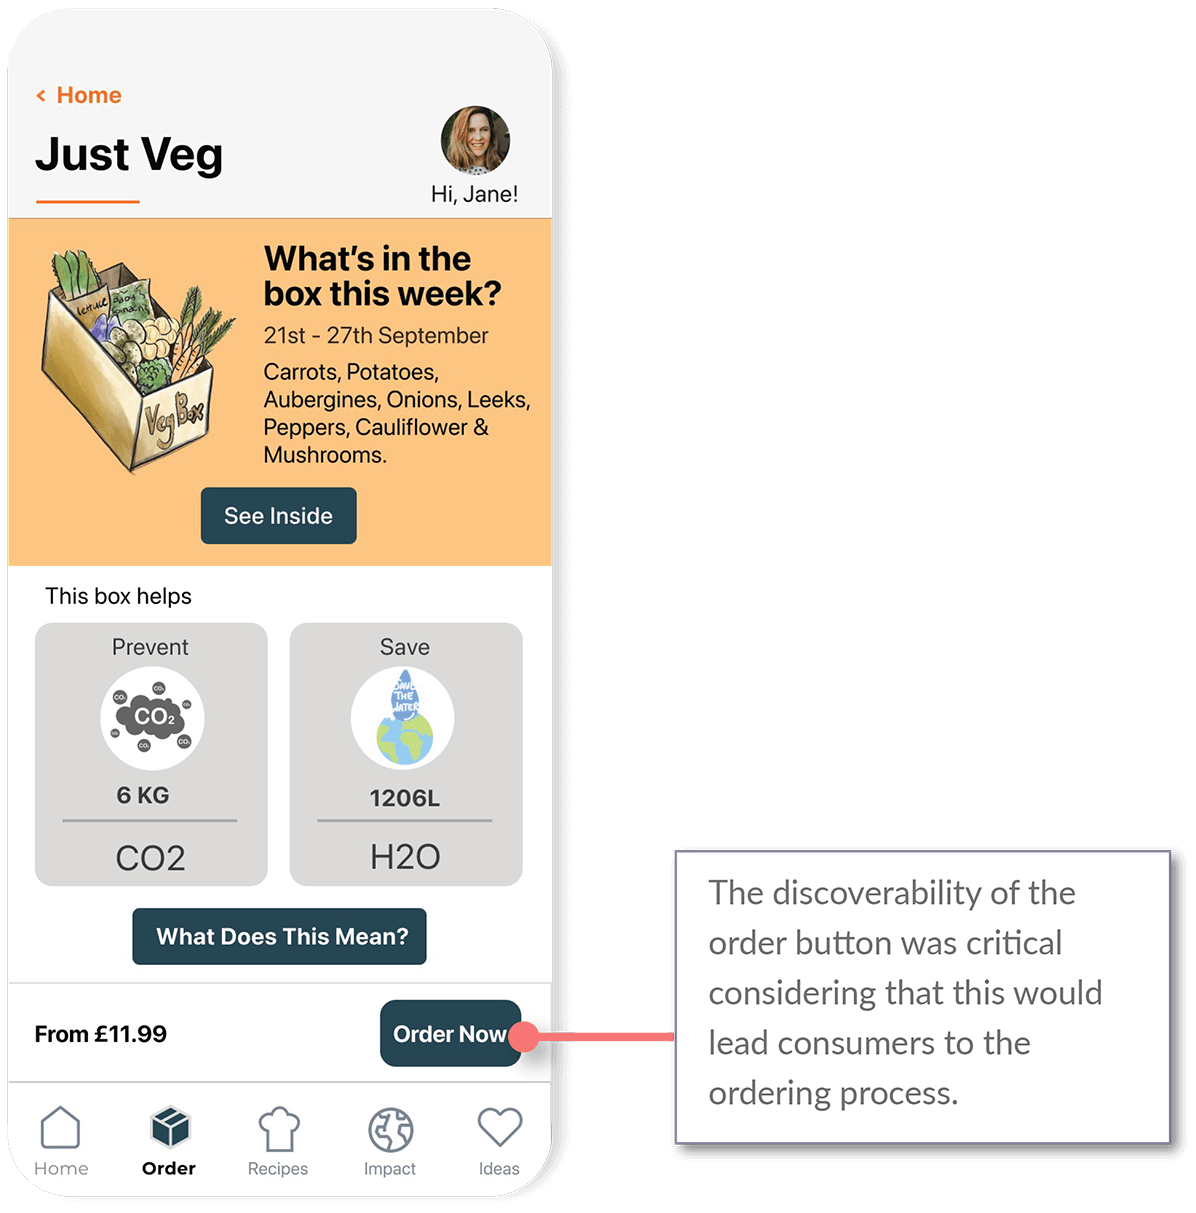 < Home
Just Veg
Hi, Jane!
What's in the
box this week?
21st - 27th September
Carrots, Potatoes,
Aubergines, Onions, Leeks,
Peppers, Cauliflower &
Mushrooms.
lettuce
Baby
Spinach
Veg Box
See Inside
This box helps
Prevent
CO₂
6 KG
CO2
Save
SAVE
THE
WATER
1206L
H2O
What Does This Mean?
From £11.99
Order Now
The discoverability of the
order button was critical
considering that this would
lead consumers to the
ordering process.
Home
Order
Recipes
Impact
Ideas